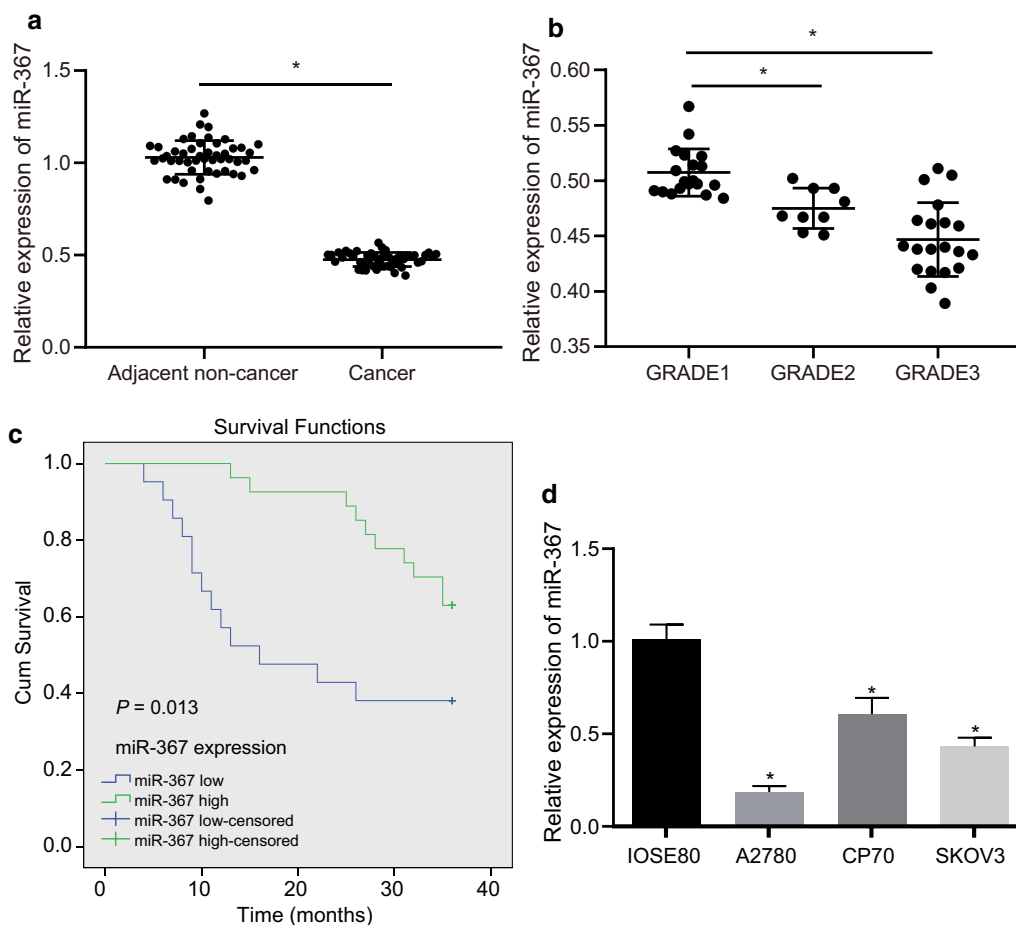 a
Relative expression of miR-367
1.5
1.0
0.5
0.0
*
Adjacent non-cancer
Cancer
b
Relative expression of miR-367
0.60
0.55
0.50
0.45
0.40
0.35
*
*
GRADE1
GRADE2
GRADE3
c
Survival Functions
Cum Survival
1.0
0.8
0.6
0.4
0.2
0.0
P = 0.013
miR-367 expression
miR-367 low
miR-367 high
miR-367 low-censored
miR-367 high-censored
0
10
20
30
40
Time (months)
d
Relative expression of miR-367
1.5
1.0
0.5
0.0
*
*
*
IOSE80
A2780
CP70
SKOV3